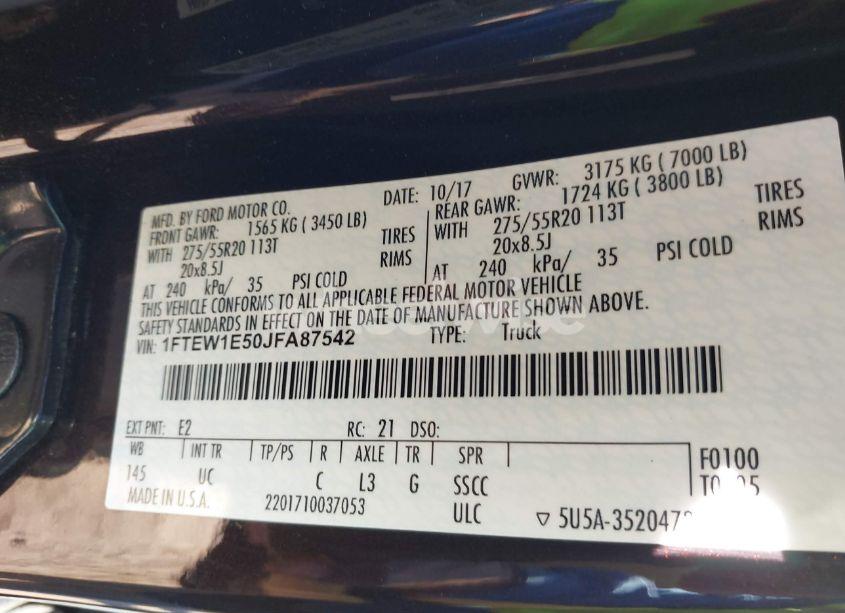 MFD. BY FORD MOTOR CO. DATE: 10/17 GVWR: 3175 KG ( 7000 LB)
FRONT GAWR: 1565 KG ( 3450 LB) REAR GAWR: 1724 KG ( 3800 LB)
WITH 275/55R20 113T TIRES WITH 275/55R20 113T TIRES
20x8.5J RIMS 20x8.5J RIMS
AT 240 kPa/ 35 PSI COLD AT 240 kPa/ 35 PSI COLD
THIS VEHICLE CONFORMS TO ALL APPLICABLE FEDERAL MOTOR VEHICLE
SAFETY STANDARDS IN EFFECT ON THE DATE OF MANUFACTURE SHOWN ABOVE.
VIN: 1FTEW1E50JFA87542 TYPE: Truck
EXT PNT: E2 RC: 21 DSO:
WB INT TR TP/PS R AXLE TR SPR F0100
145 UC C L3 G SSCC
MADE IN U.S.A. 2201710037053 ULC ▽ 5U5A-352047